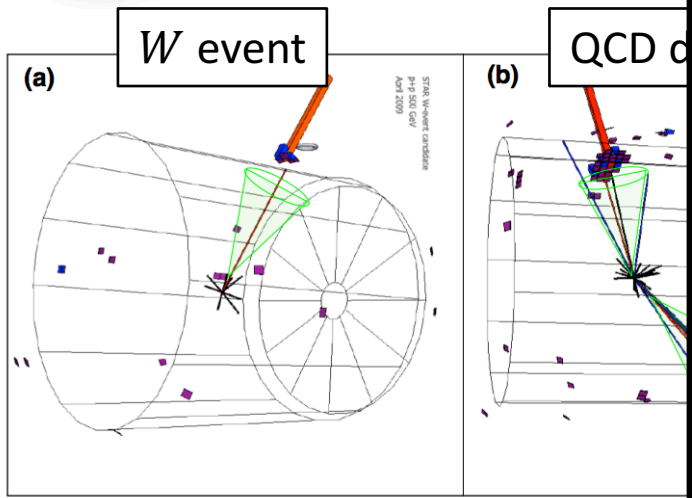 W event
QCD d
(a)
(b)
STAR W-event candidate
p+p 500 GeV
April 2009